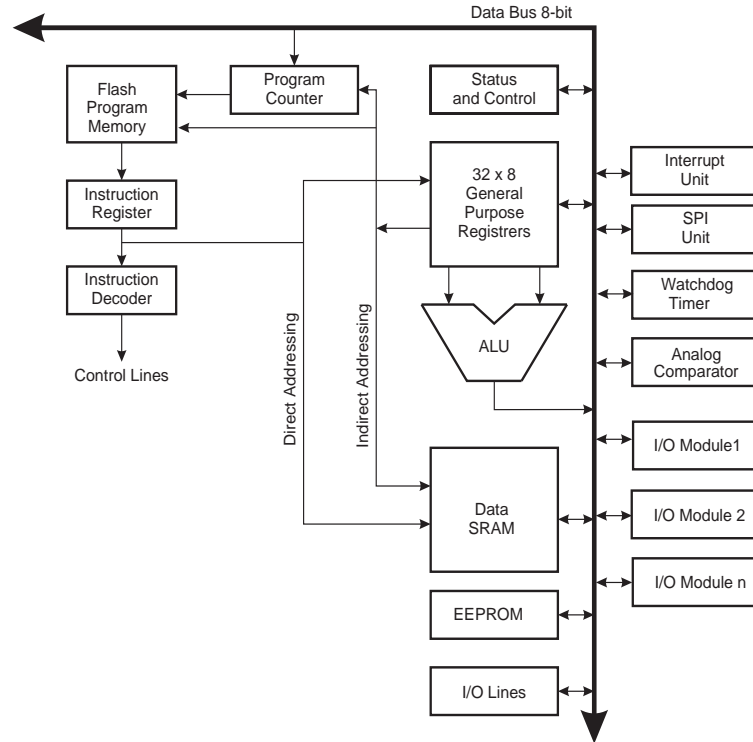 Data Bus 8-bit
Flash
Program
Memory
Program
Counter
Status
and Control
Interrupt
Unit
32 x 8
General
Purpose
Registrers
Instruction
Register
SPI
Unit
Instruction
Decoder
Watchdog
Timer
Control Lines
Direct Addressing
Indirect Addressing
ALU
Analog
Comparator
I/O Module1
Data
SRAM
I/O Module 2
I/O Module n
EEPROM
I/O Lines